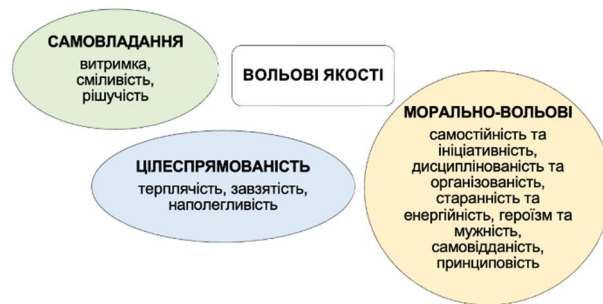 САМОВЛАДАННЯ
витримка,
сміливість,
рішучість
ВОЛЬОВІ ЯКОСТІ
ЦІЛЕСПРЯМОВАНІСТЬ
терплячість, завзятість,
наполегливість
МОРАЛЬНО-ВОЛЬОВІ
самостійність та
ініціативність,
дисциплінованість та
організованість,
старанність та
енергійність, героїзм та
мужність,
самовідданість,
принциповість